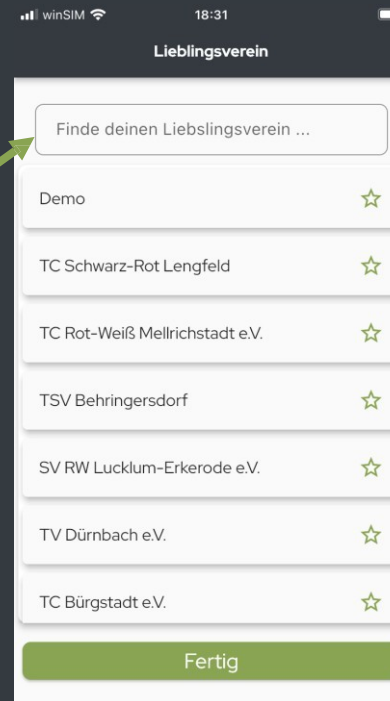 winSIM 18:31
Lieblingsverein
Finde deinen Liebslingsverein ...
Demo
TC Schwarz-Rot Lengfeld
TC Rot-Weiß Mellrichstadt e.V.
TSV Behringersdorf
SV RW Lucklum-Erkerode e.V.
TV Dürnbach e.V.
TC Bürgstadt e.V.
Fertig